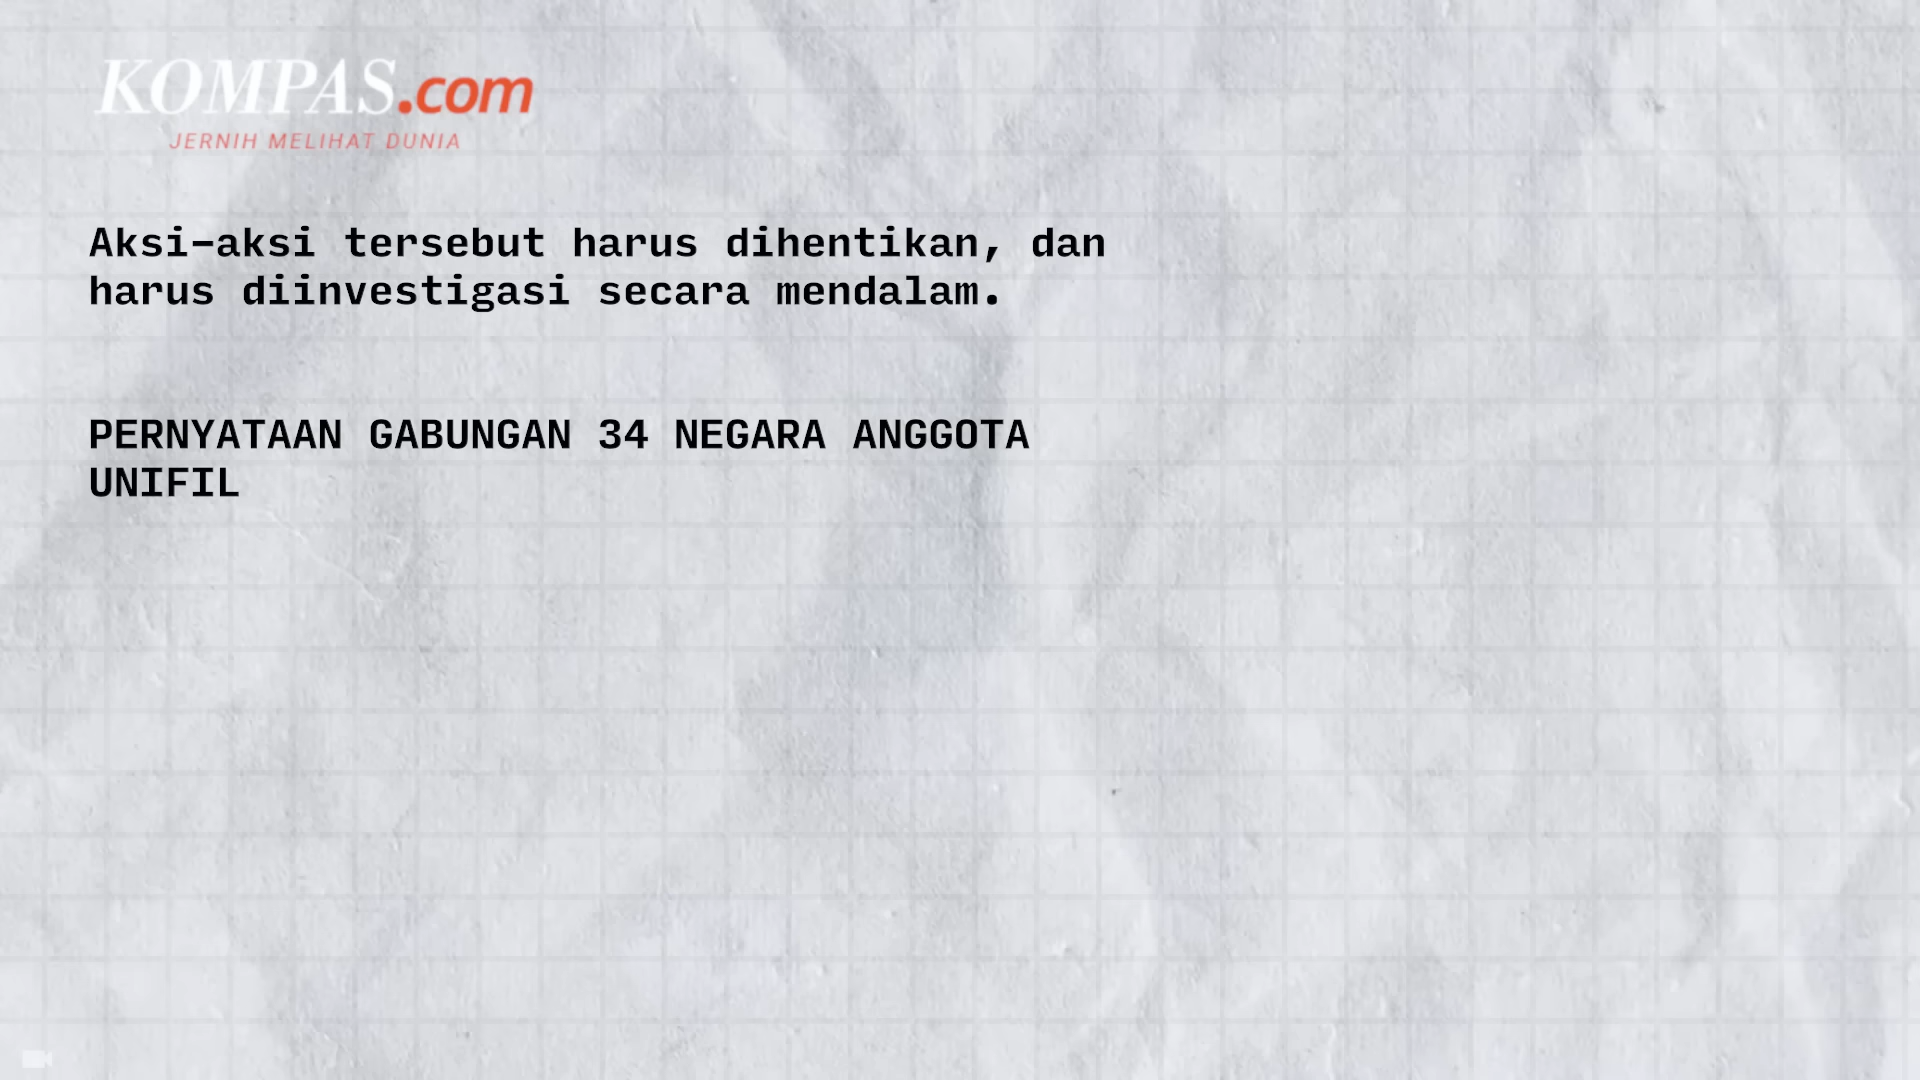 KOMPAS.com
JERNIH MELIHAT DUNIA
Aksi-aksi tersebut harus dihentikan, dan
harus diinvestigasi secara mendalam.
PERNYATAAN GABUNGAN 34 NEGARA ANGGOTA
UNIFIL